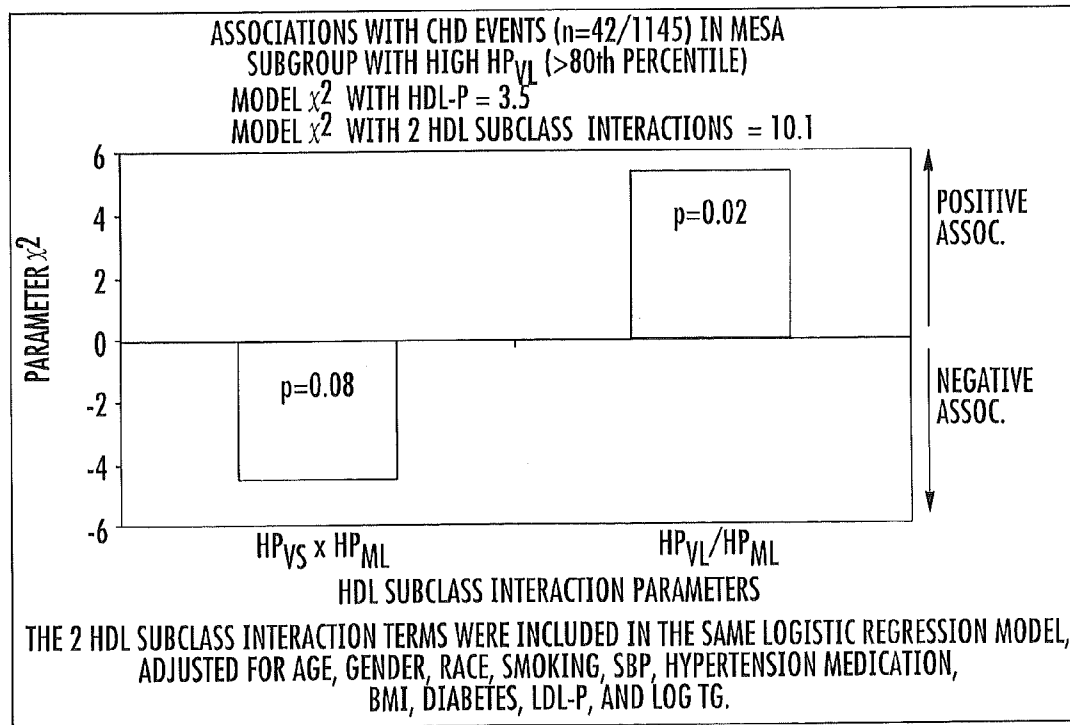 ASSOCIATIONS WITH CHD EVENTS (n=42/1145) IN MESA
SUBGROUP WITH HIGH HPVL (>80th PERCENTILE)
MODEL χ2 WITH HDL-P = 3.5
MODEL χ2 WITH 2 HDL SUBCLASS INTERACTIONS = 10.1
6
4
2
0
-2
-4
-6
PARAMETER χ2
p=0.08
p=0.02
POSITIVE
ASSOC.
NEGATIVE
ASSOC.
HPVS x HPML
HPVL/HPML
HDL SUBCLASS INTERACTION PARAMETERS
THE 2 HDL SUBCLASS INTERACTION TERMS WERE INCLUDED IN THE SAME LOGISTIC REGRESSION MODEL,
ADJUSTED FOR AGE, GENDER, RACE, SMOKING, SBP, HYPERTENSION MEDICATION,
BMI, DIABETES, LDL-P, AND LOG TG.